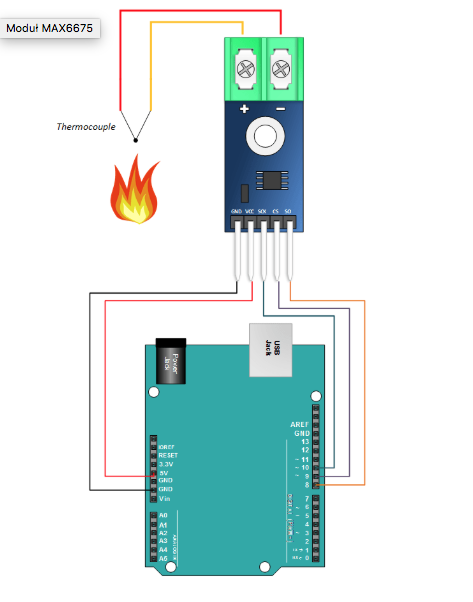 Moduł MAX6675
Thermocouple
+ −
GND VCC SCK CS SO
Power
Jack
USB
Jack
IOREF
RESET
3.3V
5V
GND
GND
Vin
A0
A1
A2
A3
A4
A5
AREF
GND
13
12
~ 11
~ 10
~ 9
8
7
~ 6
~ 5
4
~ 3
2
1
0